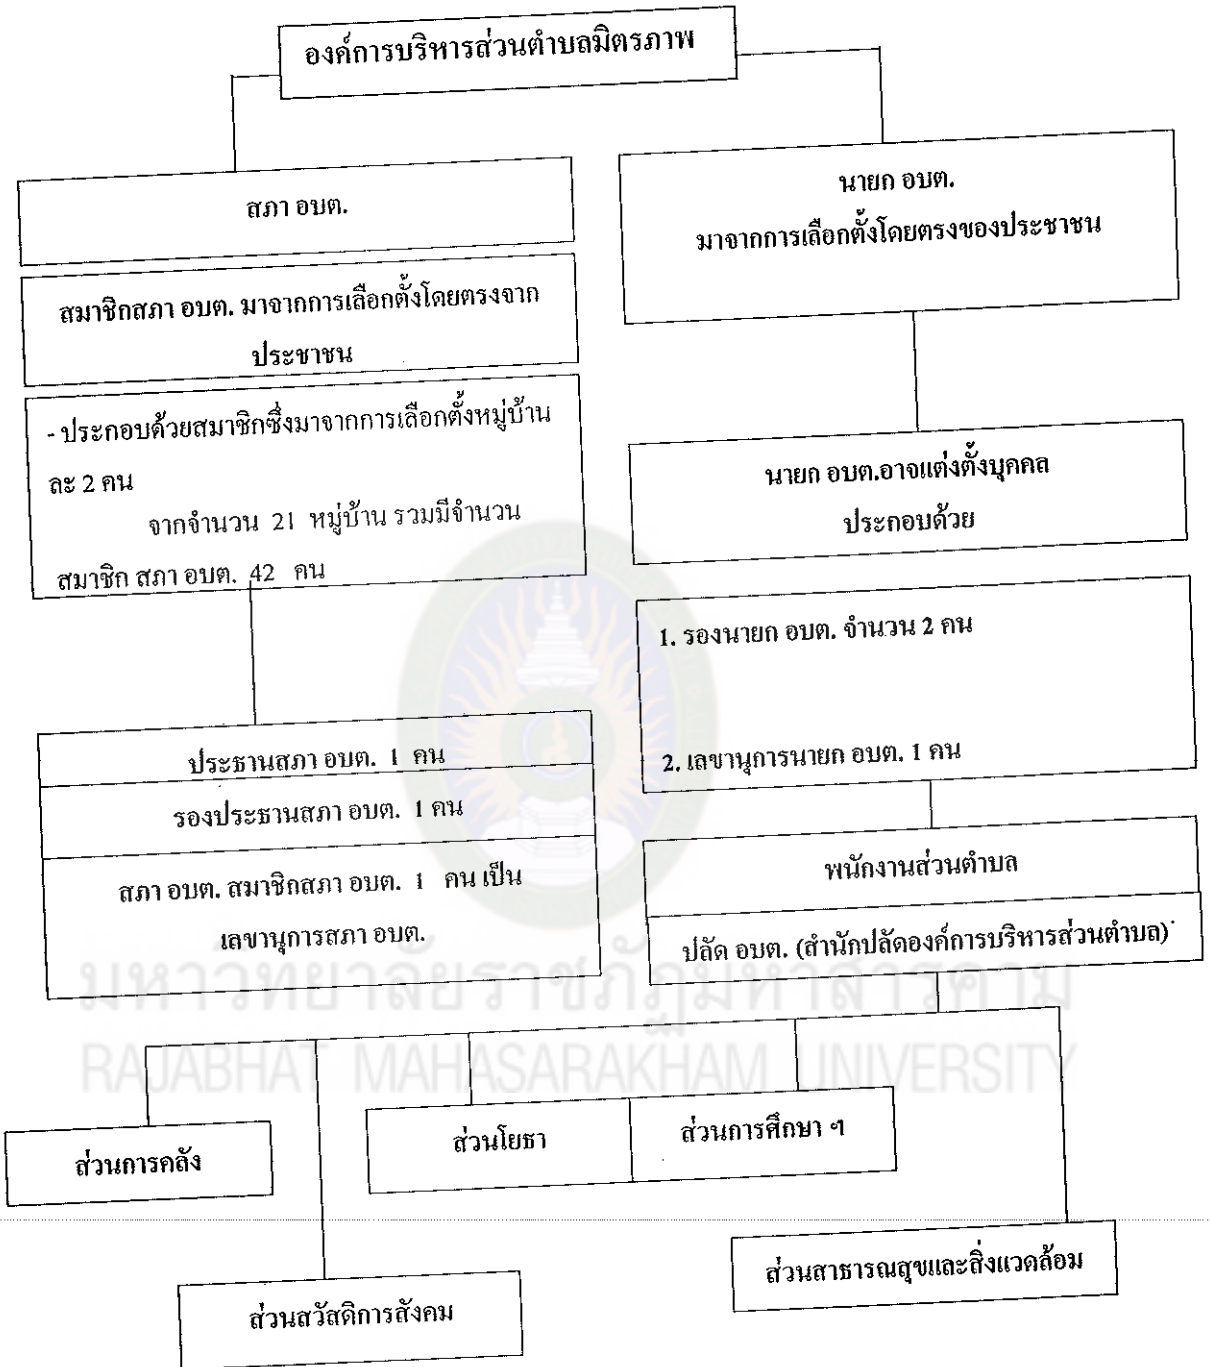 องค์การบริหารส่วนตำบลมิตรภาพ
สภา อบต.
สมาชิกสภา อบต. มาจากการเลือกตั้งโดยตรงจาก
ประชาชน
- ประกอบด้วยสมาชิกซึ่งมาจากการเลือกตั้งหมู่บ้าน
ละ 2 คน
จากจำนวน 21 หมู่บ้าน รวมมีจำนวน
สมาชิก สภา อบต. 42 คน
ประธานสภา อบต. 1 คน
รองประธานสภา อบต. 1 คน
สภา อบต. สมาชิกสภา อบต. 1 คน เป็น
เลขานุการสภา อบต.
นายก อบต.
มาจากการเลือกตั้งโดยตรงของประชาชน
นายก อบต.อาจแต่งตั้งบุคคล
ประกอบด้วย
1. รองนายก อบต. จำนวน 2 คน
2. เลขานุการนายก อบต. 1 คน
พนักงานส่วนตำบล
ปลัด อบต. (สำนักปลัดองค์การบริหารส่วนตำบล)
มหาวิทยาลัยราชภัฏมหาสารคาม
RAJABHAT MAHASARAKHAM UNIVERSITY
ส่วนการคลัง
ส่วนโยธา
ส่วนการศึกษา ฯ
ส่วนสวัสดิการสังคม
ส่วนสาธารณสุขและสิ่งแวดล้อม